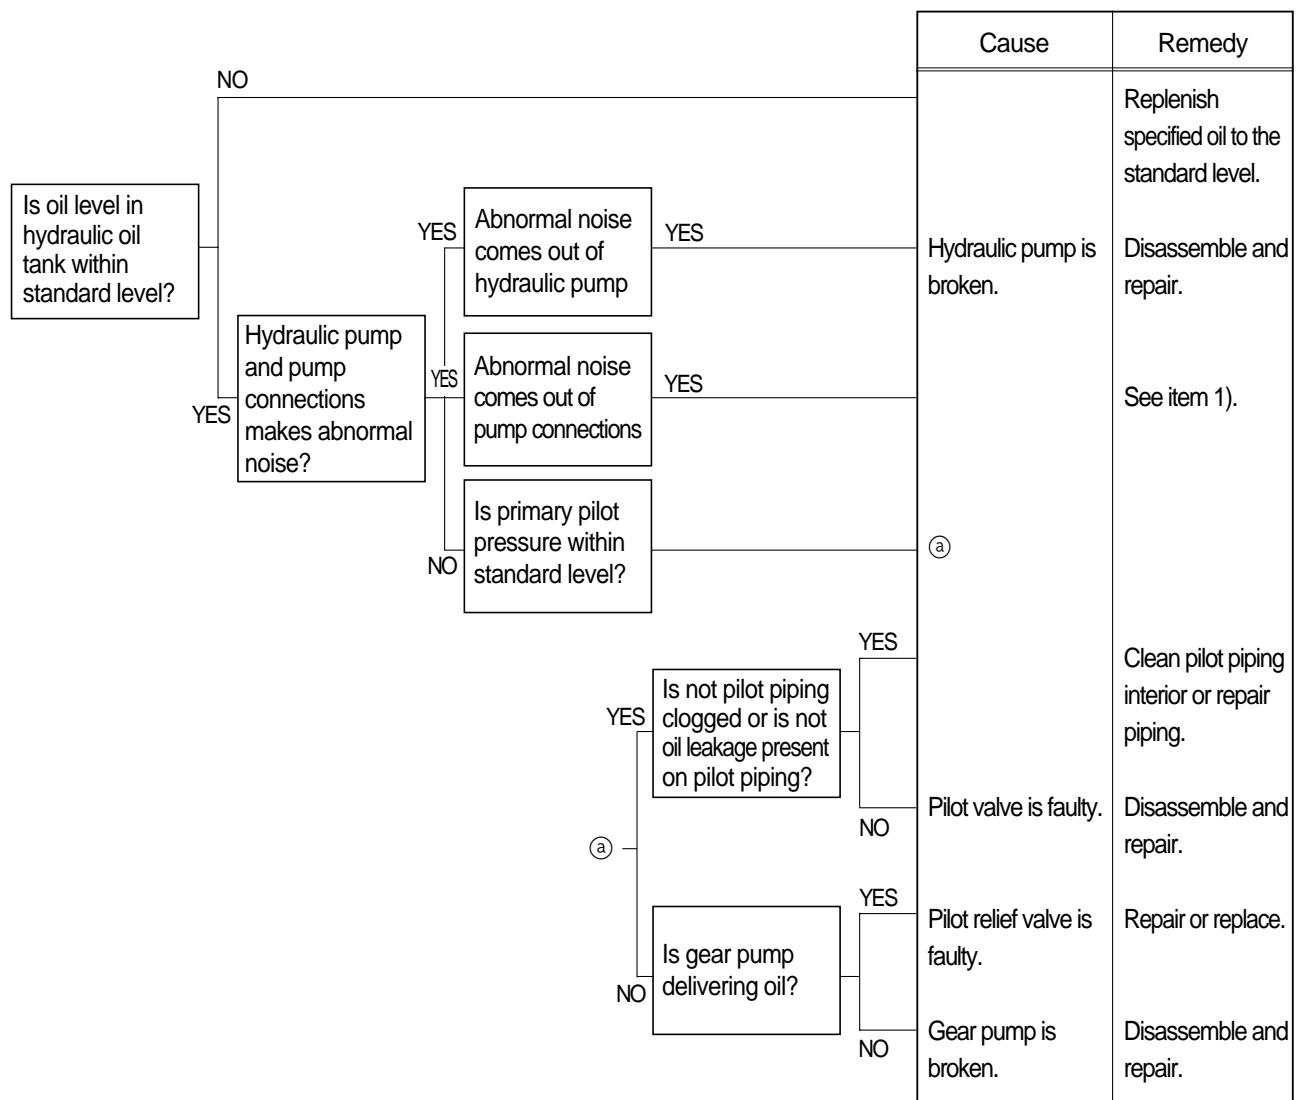 Cause
Remedy
NO
Replenish
specified oil to the
standard level.
Is oil level in
hydraulic oil
tank within
standard level?
YES
Abnormal noise
comes out of
hydraulic pump
YES
Hydraulic pump is
broken.
Disassemble and
repair.
YES
Hydraulic pump
and pump
connections
makes abnormal
noise?
YES
Abnormal noise
comes out of
pump connections
YES
See item 1).
NO
Is primary pilot
pressure within
standard level?
ⓐ
ⓐ
YES
Is not pilot piping
clogged or is not
oil leakage present
on pilot piping?
YES
Clean pilot piping
interior or repair
piping.
NO
Pilot valve is faulty.
Disassemble and
repair.
NO
Is gear pump
delivering oil?
YES
Pilot relief valve is
faulty.
Repair or replace.
NO
Gear pump is
broken.
Disassemble and
repair.